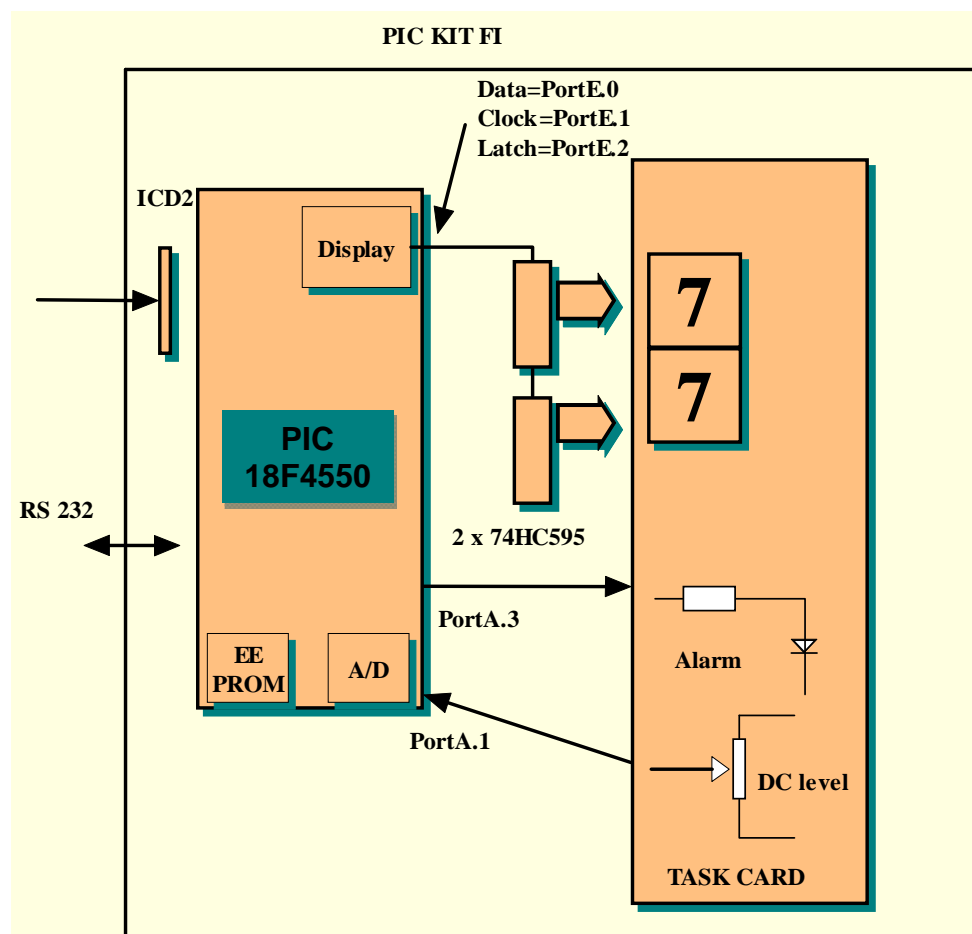 PIC KIT FI
Data=PortE.0
Clock=PortE.1
Latch=PortE.2
ICD2
Display
7
7
PIC
18F4550
RS 232
2 x 74HC595
PortA.3
EE
PROM
A/D
Alarm
PortA.1
DC level
TASK CARD